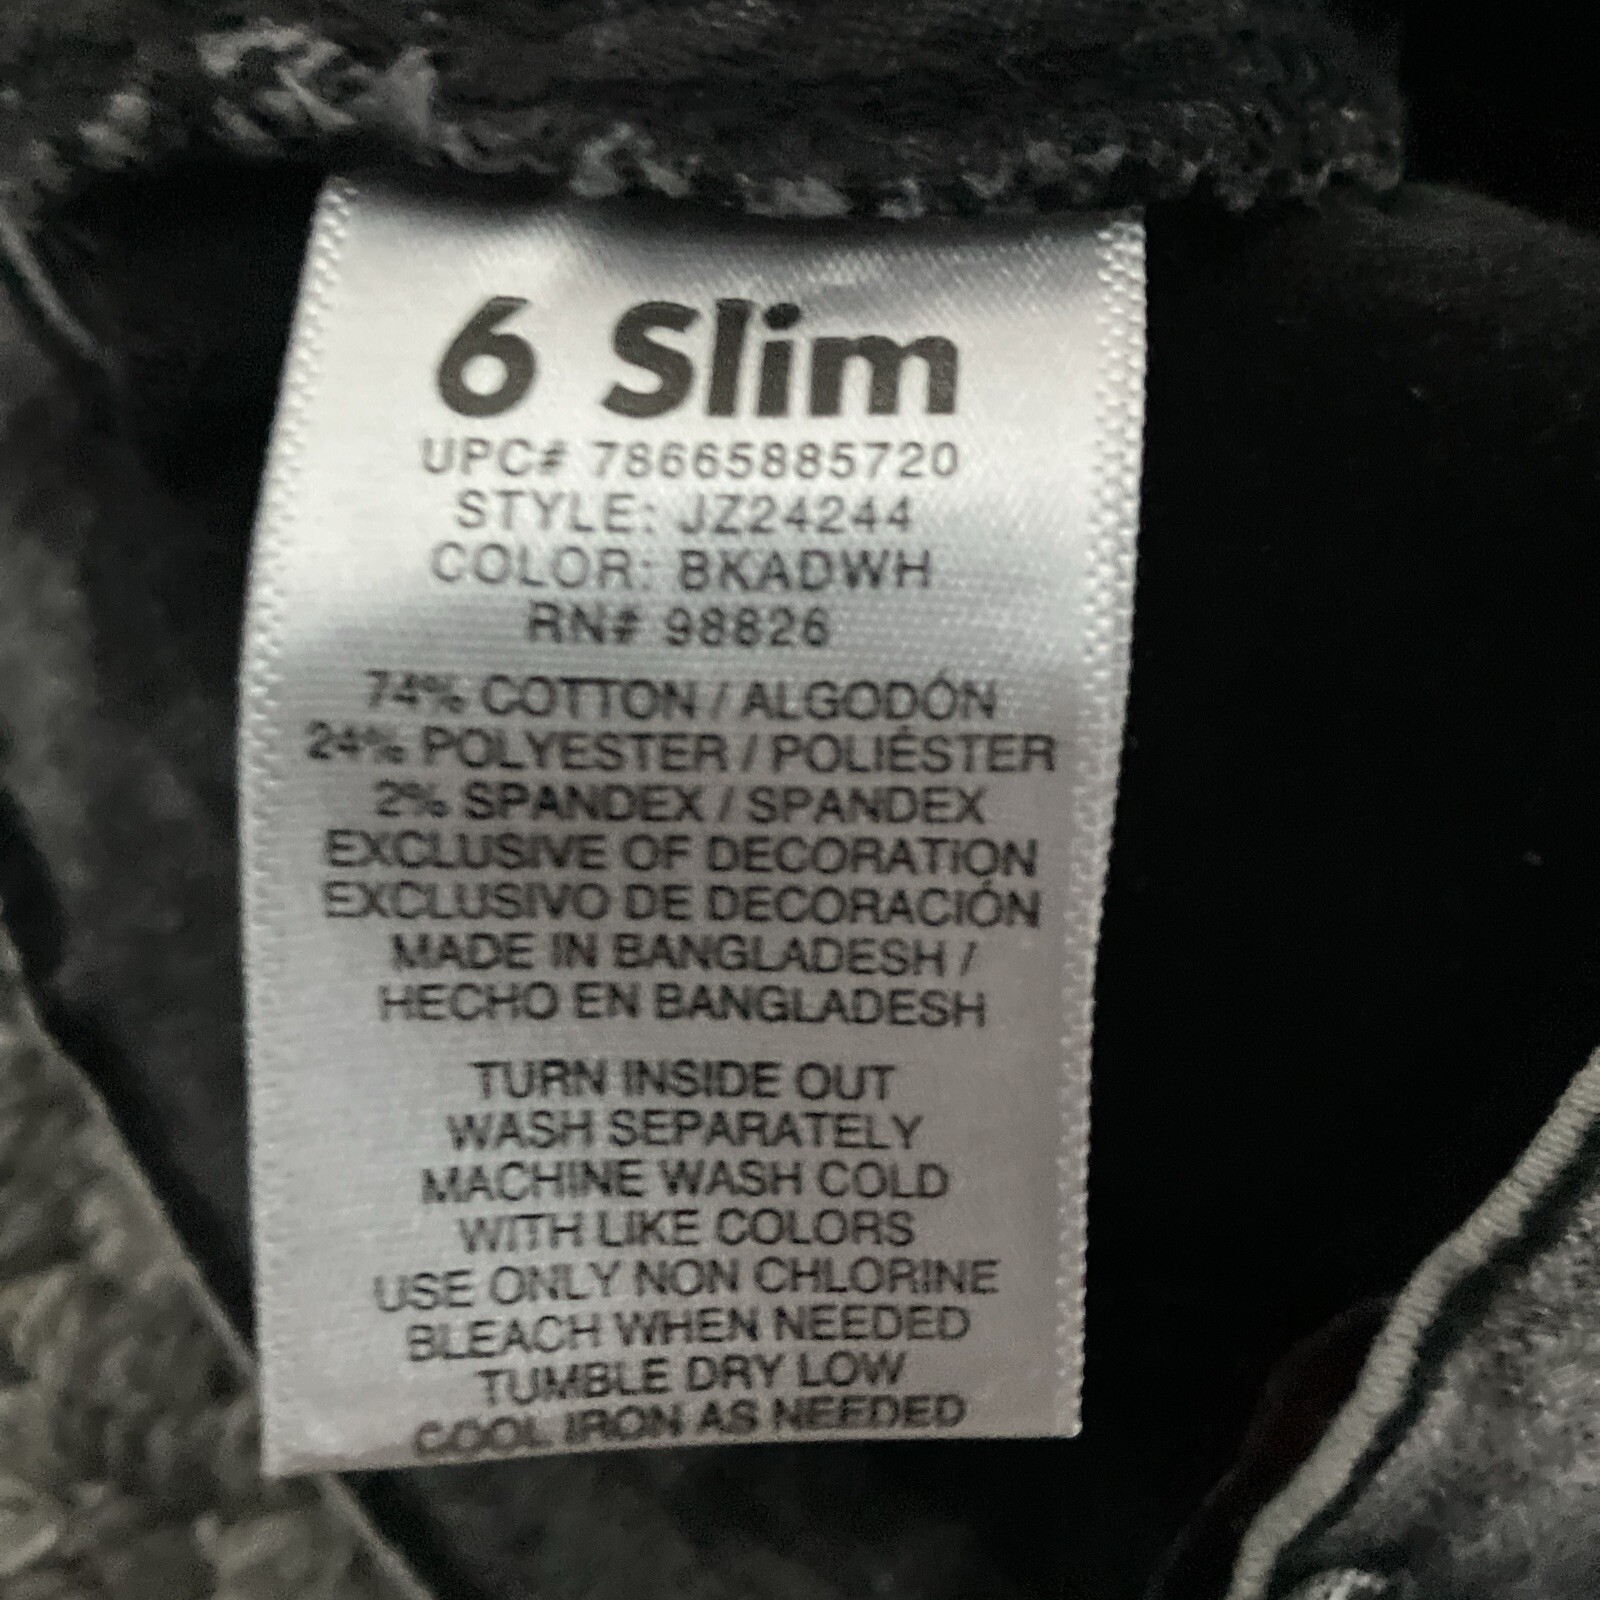 6 Slim
UPC# 78665885720
STYLE: JZ24244
COLOR: BKADWH
RN# 98826
74% COTTON / ALGODÓN
24% POLYESTER / POLIÉSTER
2% SPANDEX / SPANDEX
EXCLUSIVE OF DECORATION
EXCLUSIVO DE DECORACIÓN
MADE IN BANGLADESH /
HECHO EN BANGLADESH
TURN INSIDE OUT
WASH SEPARATELY
MACHINE WASH COLD
WITH LIKE COLORS
USE ONLY NON CHLORINE
BLEACH WHEN NEEDED
TUMBLE DRY LOW
COOL IRON AS NEEDED